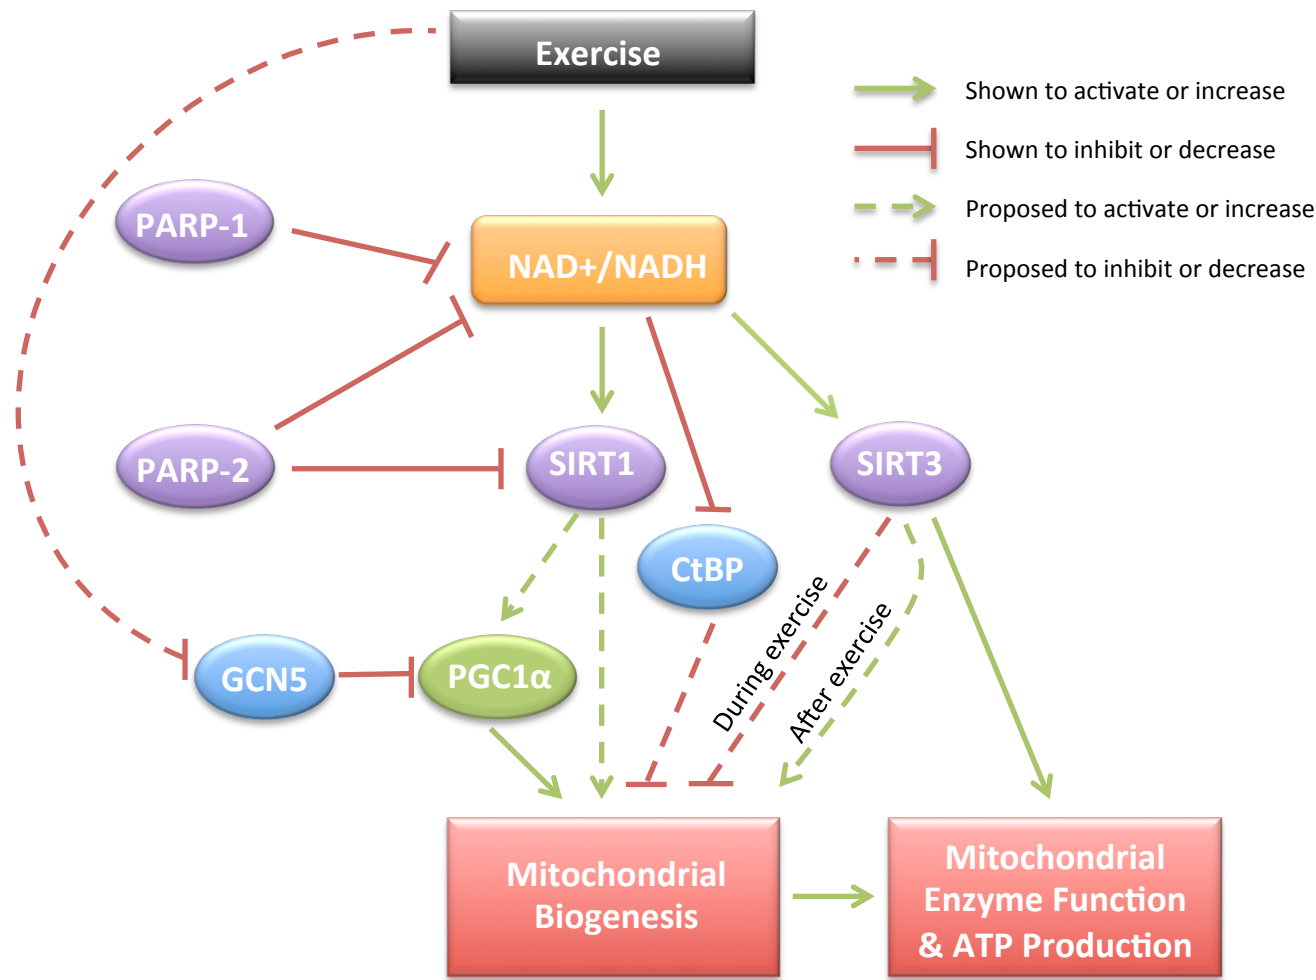 Exercise
Shown to activate or increase
Shown to inhibit or decrease
Proposed to activate or increase
Proposed to inhibit or decrease
PARP-1
NAD+/NADH
PARP-2
SIRT1
SIRT3
CtBP
GCN5
PGC1α
During exercise
After exercise
Mitochondrial
Biogenesis
Mitochondrial
Enzyme Function
& ATP Production